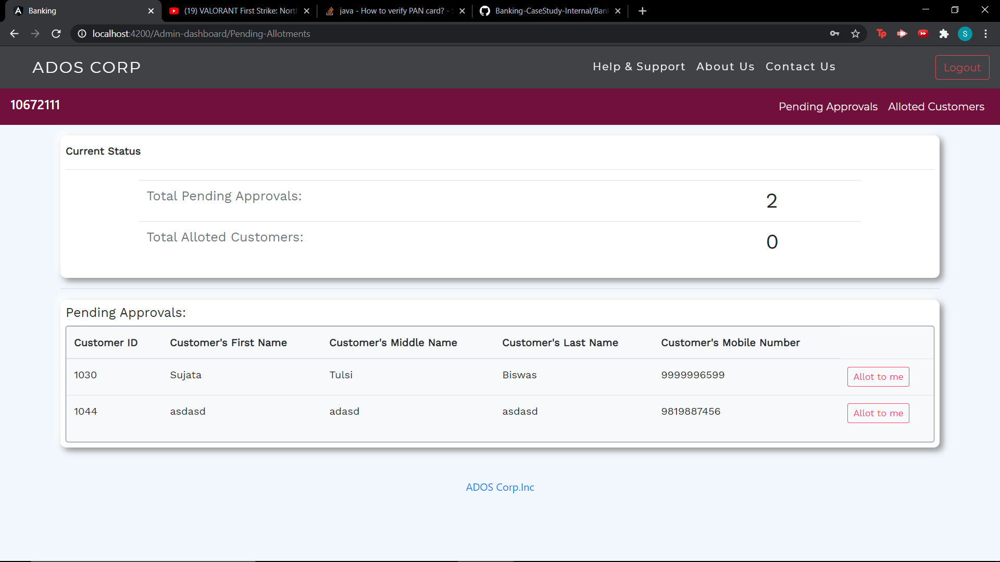 Banking
(19) VALORANT First Strike: Nort
java - How to verify PAN card? -
Banking-CaseStudy-Internal/Ban
localhost:4200/Admin-dashboard/Pending-Allotments
Tp
S
ADOS CORP
Help & Support
About Us
Contact Us
Logout
10672111
Pending Approvals
Alloted Customers
Current Status
Total Pending Approvals: 2
Total Alloted Customers: 0
Pending Approvals:
Customer ID Customer's First Name Customer's Middle Name Customer's Last Name Customer's Mobile Number
1030 Sujata Tulsi Biswas 9999996599 Allot to me
1044 asdasd adasd asdasd 9819887456 Allot to me
ADOS Corp.Inc